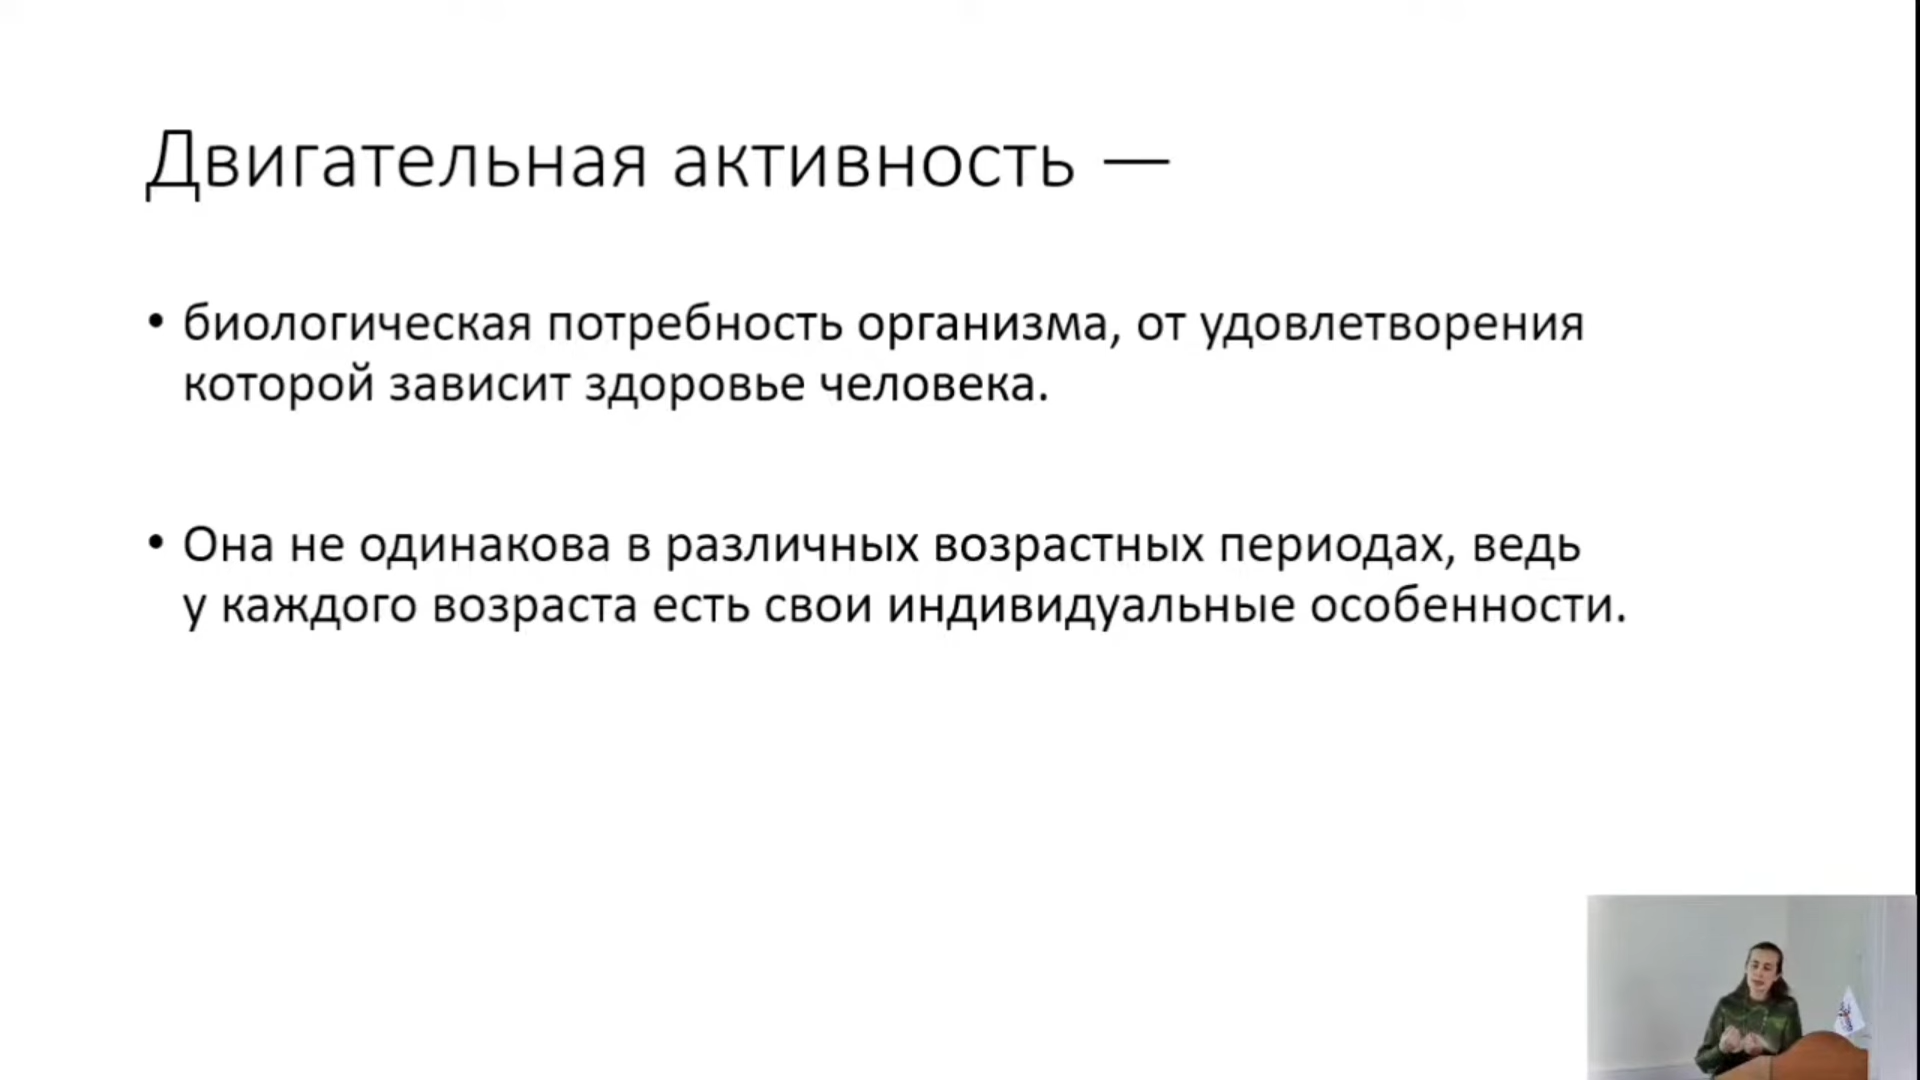 Двигательная активность —
• биологическая потребность организма, от удовлетворения
которой зависит здоровье человека.
• Она не одинакова в различных возрастных периодах, ведь
у каждого возраста есть свои индивидуальные особенности.